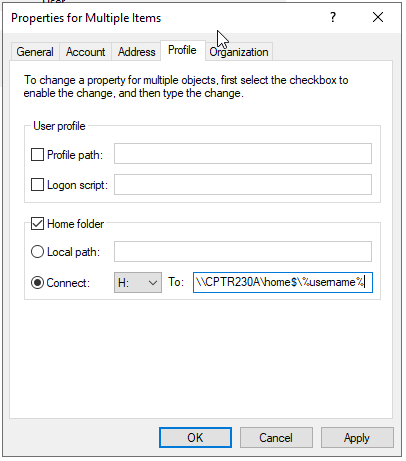 Properties for Multiple Items
General Account Address Profile Organization
To change a property for multiple objects, first select the checkbox to
enable the change, and then type the change.
User profile
Profile path:
Logon script:
Home folder
Local path:
Connect: H: To: \\CPTR230A\home$\%username%
OK Cancel Apply